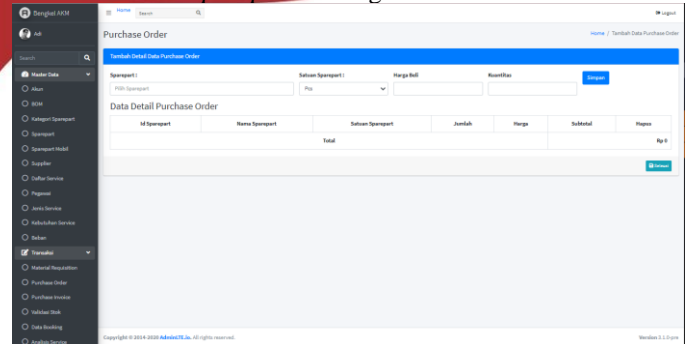 Bengkel AKM
Home
Search
Logout
Adi
Purchase Order
Home / Tambah Data Purchase Order
Search
Tambah Detail Data Purchase Order
Master Data
Sparepart :
Satuan Sparepart :
Harga Beli
Kuantitas
Simpan
Akun
Pilih Sparepart
Pcs
BOM
Data Detail Purchase Order
Kategori Sparepart
Id Sparepart
Nama Sparepart
Satuan Sparepart
Jumlah
Harga
Subtotal
Hapus
Sparepart
Total
Rp 0
Sparepart Mobil
Supplier
Daftar Service
Pegawai
Jenis Service
Kebutuhan Service
Beban
Transaksi
Material Requisition
Purchase Order
Purchase Invoice
Validasi Stok
Data Booking
Analisis Service
Copyright © 2014-2020 AdminLTE.io. All rights reserved.
Version 3.1.0-pre